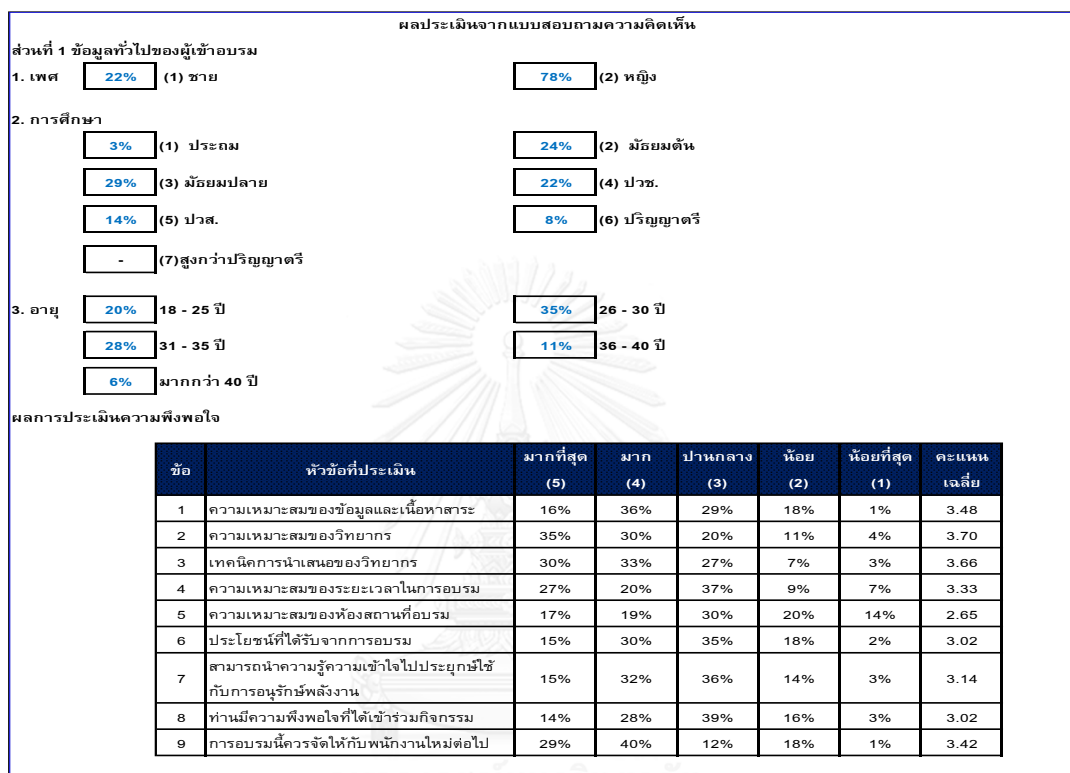 ผลประเมินจากแบบสอบถามความคิดเห็น
ส่วนที่ 1 ข้อมูลทั่วไปของผู้เข้าอบรม
1. เพศ 22% (1) ชาย 78% (2) หญิง
2. การศึกษา
3% (1) ประถม 24% (2) มัธยมต้น
29% (3) มัธยมปลาย 22% (4) ปวช.
14% (5) ปวส. 8% (6) ปริญญาตรี
- (7)สูงกว่าปริญญาตรี
3. อายุ 20% 18 - 25 ปี 35% 26 - 30 ปี
28% 31 - 35 ปี 11% 36 - 40 ปี
6% มากกว่า 40 ปี
ผลการประเมินความพึงพอใจ
ข้อ หัวข้อที่ประเมิน มากที่สุด มาก ปานกลาง น้อย น้อยที่สุด คะแนน
(5) (4) (3) (2) (1) เฉลี่ย
1 ความเหมาะสมของข้อมูลและเนื้อหาสาระ 16% 36% 29% 18% 1% 3.48
2 ความเหมาะสมของวิทยากร 35% 30% 20% 11% 4% 3.70
3 เทคนิคการนำเสนอของวิทยากร 30% 33% 27% 7% 3% 3.66
4 ความเหมาะสมของระยะเวลาในการอบรม 27% 20% 37% 9% 7% 3.33
5 ความเหมาะสมของห้องสถานที่อบรม 17% 19% 30% 20% 14% 2.65
6 ประโยชน์ที่ได้รับจากการอบรม 15% 30% 35% 18% 2% 3.02
7 สามารถนำความรู้ความเข้าใจไปประยุกษ์ใช้
กับการอนุรักษ์พลังงาน 15% 32% 36% 14% 3% 3.14
8 ท่านมีความพึงพอใจที่ได้เข้าร่วมกิจกรรม 14% 28% 39% 16% 3% 3.02
9 การอบรมนี้ควรจัดให้กับพนักงานใหม่ต่อไป 29% 40% 12% 18% 1% 3.42